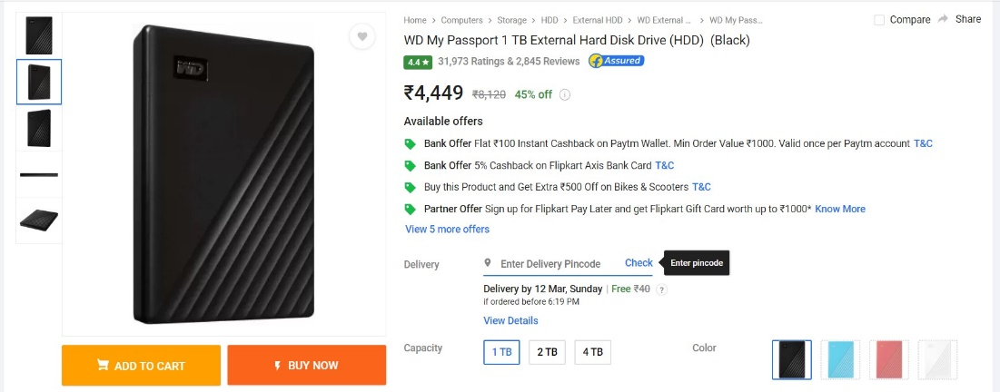 Home > Computers > Storage > HDD > External HDD > WD External ... > WD My Pass...
Compare Share
WD My Passport 1 TB External Hard Disk Drive (HDD) (Black)
4.4★ 31,973 Ratings & 2,845 Reviews Assured
₹4,449 ₹8,120 45% off
Available offers
Bank Offer Flat ₹100 Instant Cashback on Paytm Wallet. Min Order Value ₹1000. Valid once per Paytm account T&C
Bank Offer 5% Cashback on Flipkart Axis Bank Card T&C
Buy this Product and Get Extra ₹500 Off on Bikes & Scooters T&C
Partner Offer Sign up for Flipkart Pay Later and get Flipkart Gift Card worth up to ₹1000* Know More
View 5 more offers
Delivery Enter Delivery Pincode Check Enter pincode
Delivery by 12 Mar, Sunday | Free ₹40 ?
if ordered before 6:19 PM
View Details
Capacity 1 TB 2 TB 4 TB Color
WD
ADD TO CART BUY NOW